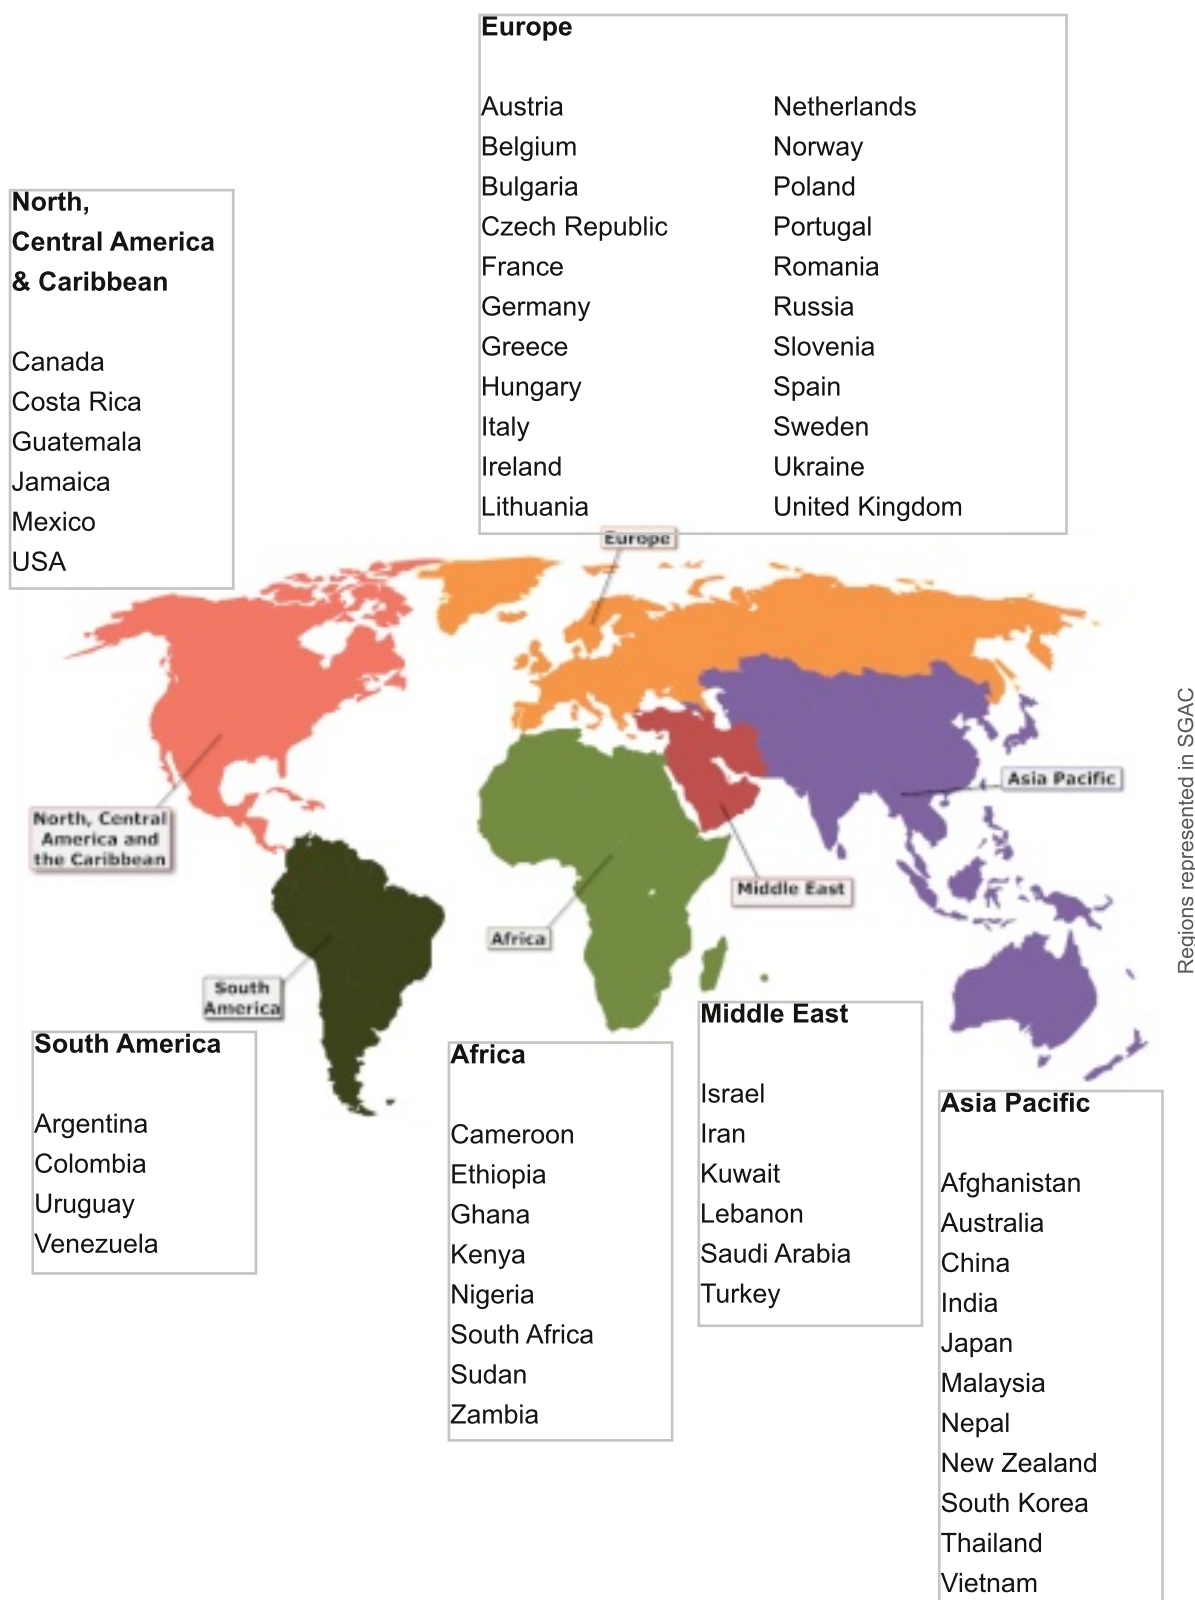 Europe
Austria
Belgium
Bulgaria
Czech Republic
France
Germany
Greece
Hungary
Italy
Ireland
Lithuania
Netherlands
Norway
Poland
Portugal
Romania
Russia
Slovenia
Spain
Sweden
Ukraine
United Kingdom
North,
Central America
& Caribbean
Canada
Costa Rica
Guatemala
Jamaica
Mexico
USA
Europe
North, Central
America and
the Caribbean
Asia Pacific
Middle East
Africa
South
America
Regions represented in SGAC
South America
Argentina
Colombia
Uruguay
Venezuela
Africa
Cameroon
Ethiopia
Ghana
Kenya
Nigeria
South Africa
Sudan
Zambia
Middle East
Israel
Iran
Kuwait
Lebanon
Saudi Arabia
Turkey
Asia Pacific
Afghanistan
Australia
China
India
Japan
Malaysia
Nepal
New Zealand
South Korea
Thailand
Vietnam